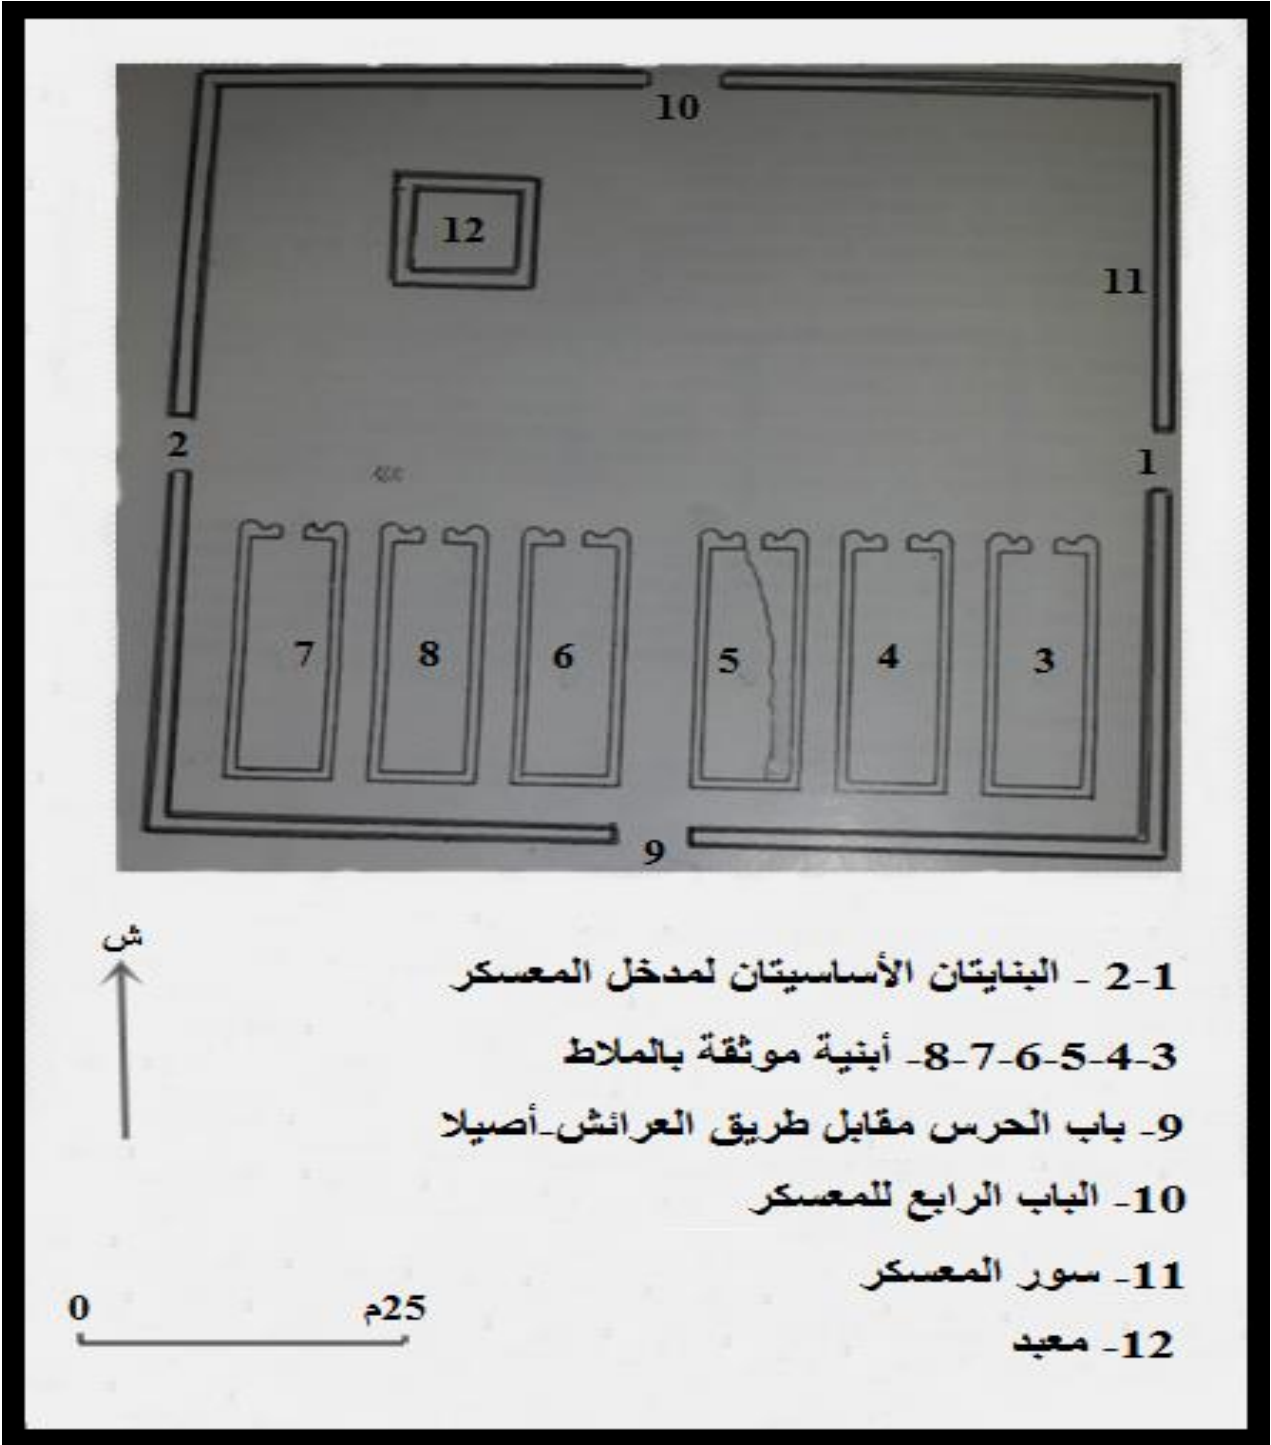 10
12
11
2
1
7 8 6 5 4 3
9
ش
1-2 - البنايتان الأساسيتان لمدخل المعسكر
3-4-5-6-7-8- أبنية موثقة بالملاط
9- باب الحرس مقابل طريق العرائش-أصيلا
10- الباب الرابع للمعسكر
11- سور المعسكر
12- معبد
0 25م